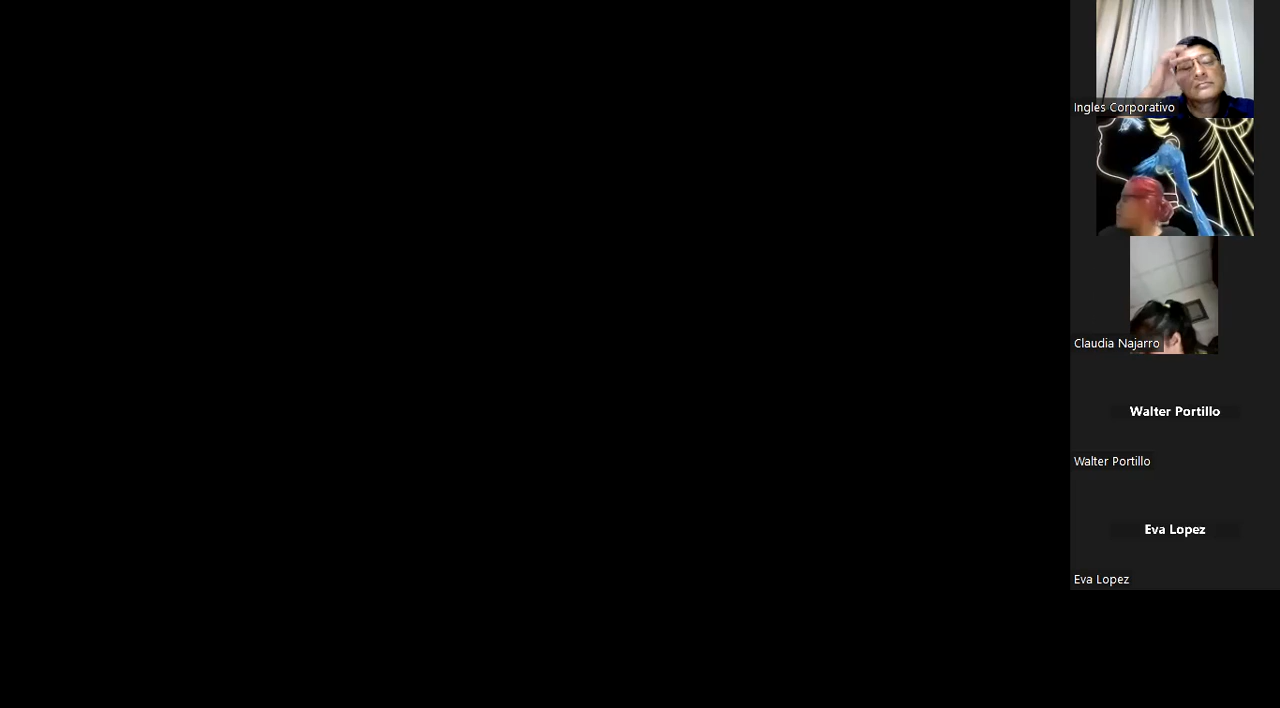 Ingles Corporativo
Claudia Najarro
Walter Portillo
Walter Portillo
Eva Lopez
Eva Lopez